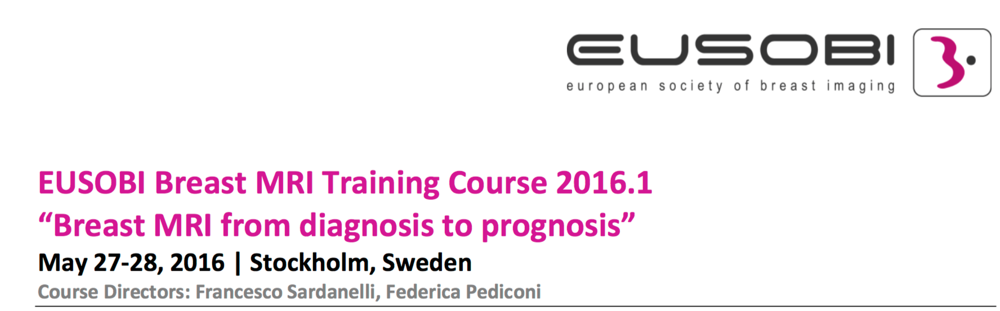 EUSOBI
european society of breast imaging
EUSOBI Breast MRI Training Course 2016.1
“Breast MRI from diagnosis to prognosis”
May 27-28, 2016 | Stockholm, Sweden
Course Directors: Francesco Sardanelli, Federica Pediconi